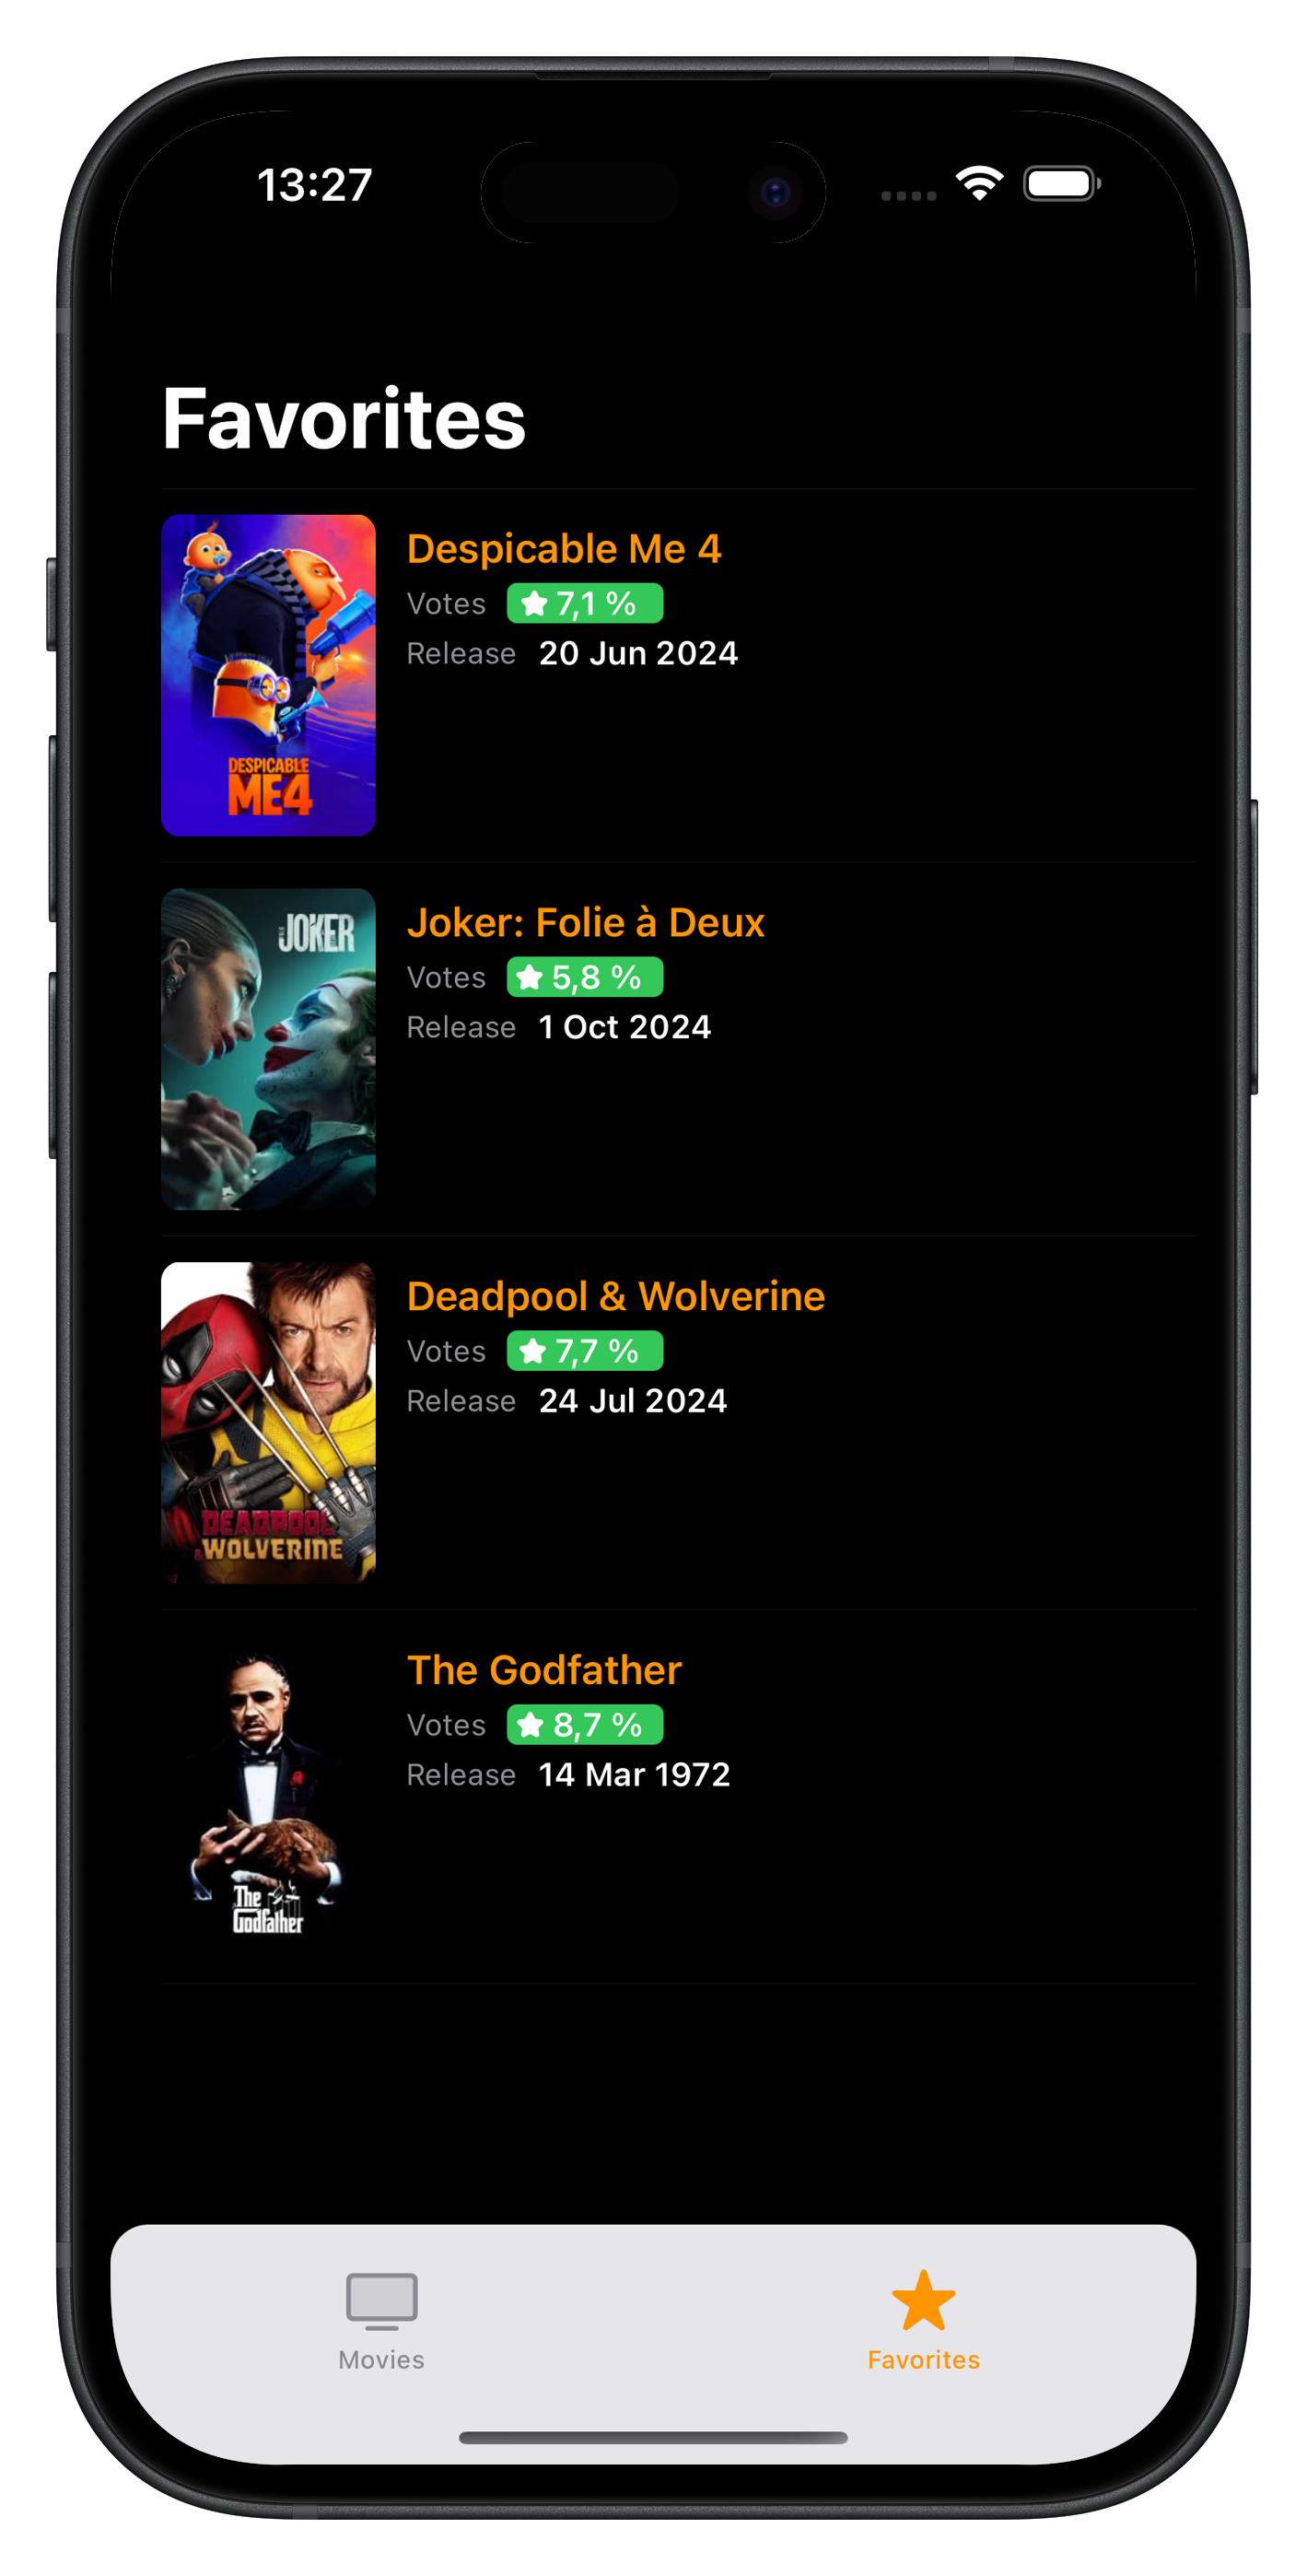 13:27
Favorites
DESPICABLE
ME4
Despicable Me 4
Votes 7,1 %
Release 20 Jun 2024
JOKER
Joker: Folie à Deux
Votes 5,8 %
Release 1 Oct 2024
DEADPOOL
& WOLVERINE
Deadpool & Wolverine
Votes 7,7 %
Release 24 Jul 2024
The
Godfather
The Godfather
Votes 8,7 %
Release 14 Mar 1972
Movies
Favorites